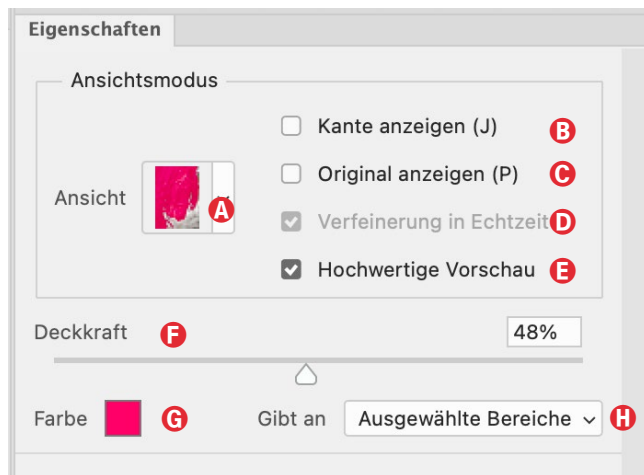 Eigenschaften
Ansichtsmodus
Kante anzeigen (J) B
Original anzeigen (P) C
Ansicht A
Verfeinerung in Echtzeit D
Hochwertige Vorschau E
Deckkraft F 48%
Farbe G Gibt an Ausgewählte Bereiche H